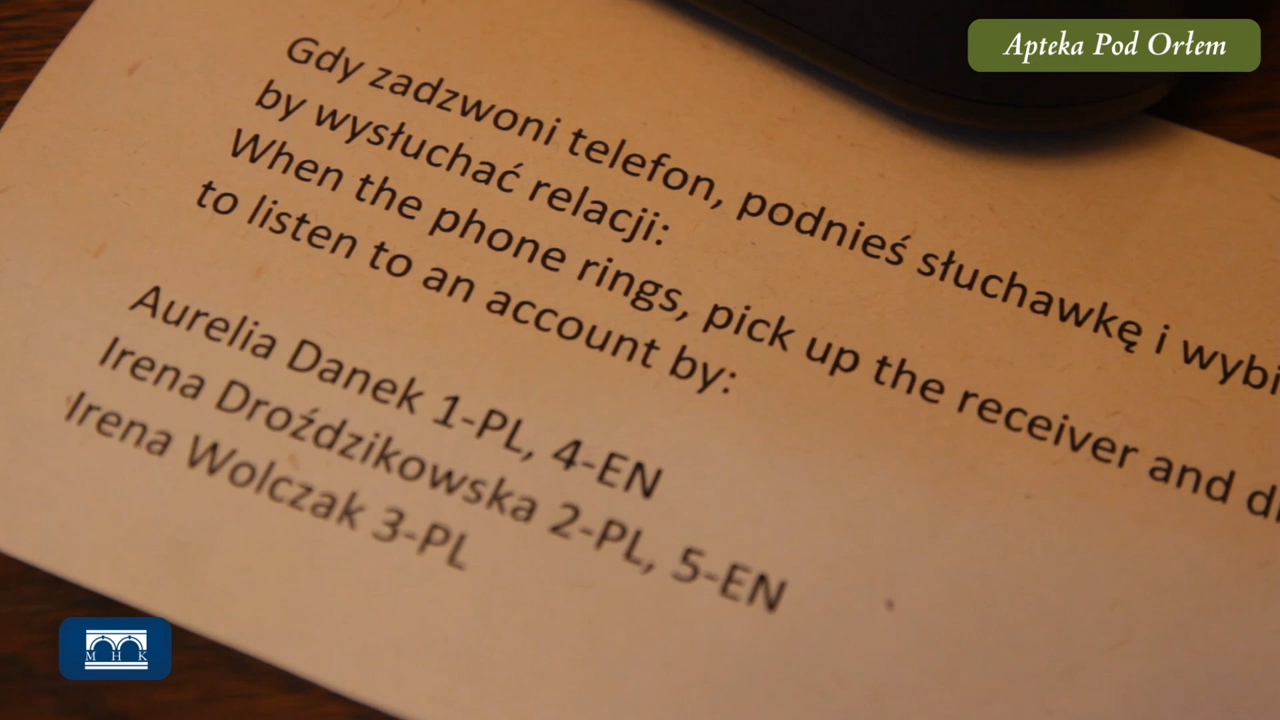 Apteka Pod Orłem
Gdy zadzwoni telefon, podnieś słuchawkę i
by wysłuchać relacji:
When the phone rings, pick up the receiver and
to listen to an account by:
Aurelia Danek 1-PL, 4-EN
Irena Droździkowska 2-PL, 5-EN
Irena Wolczak 3-PL
M H K